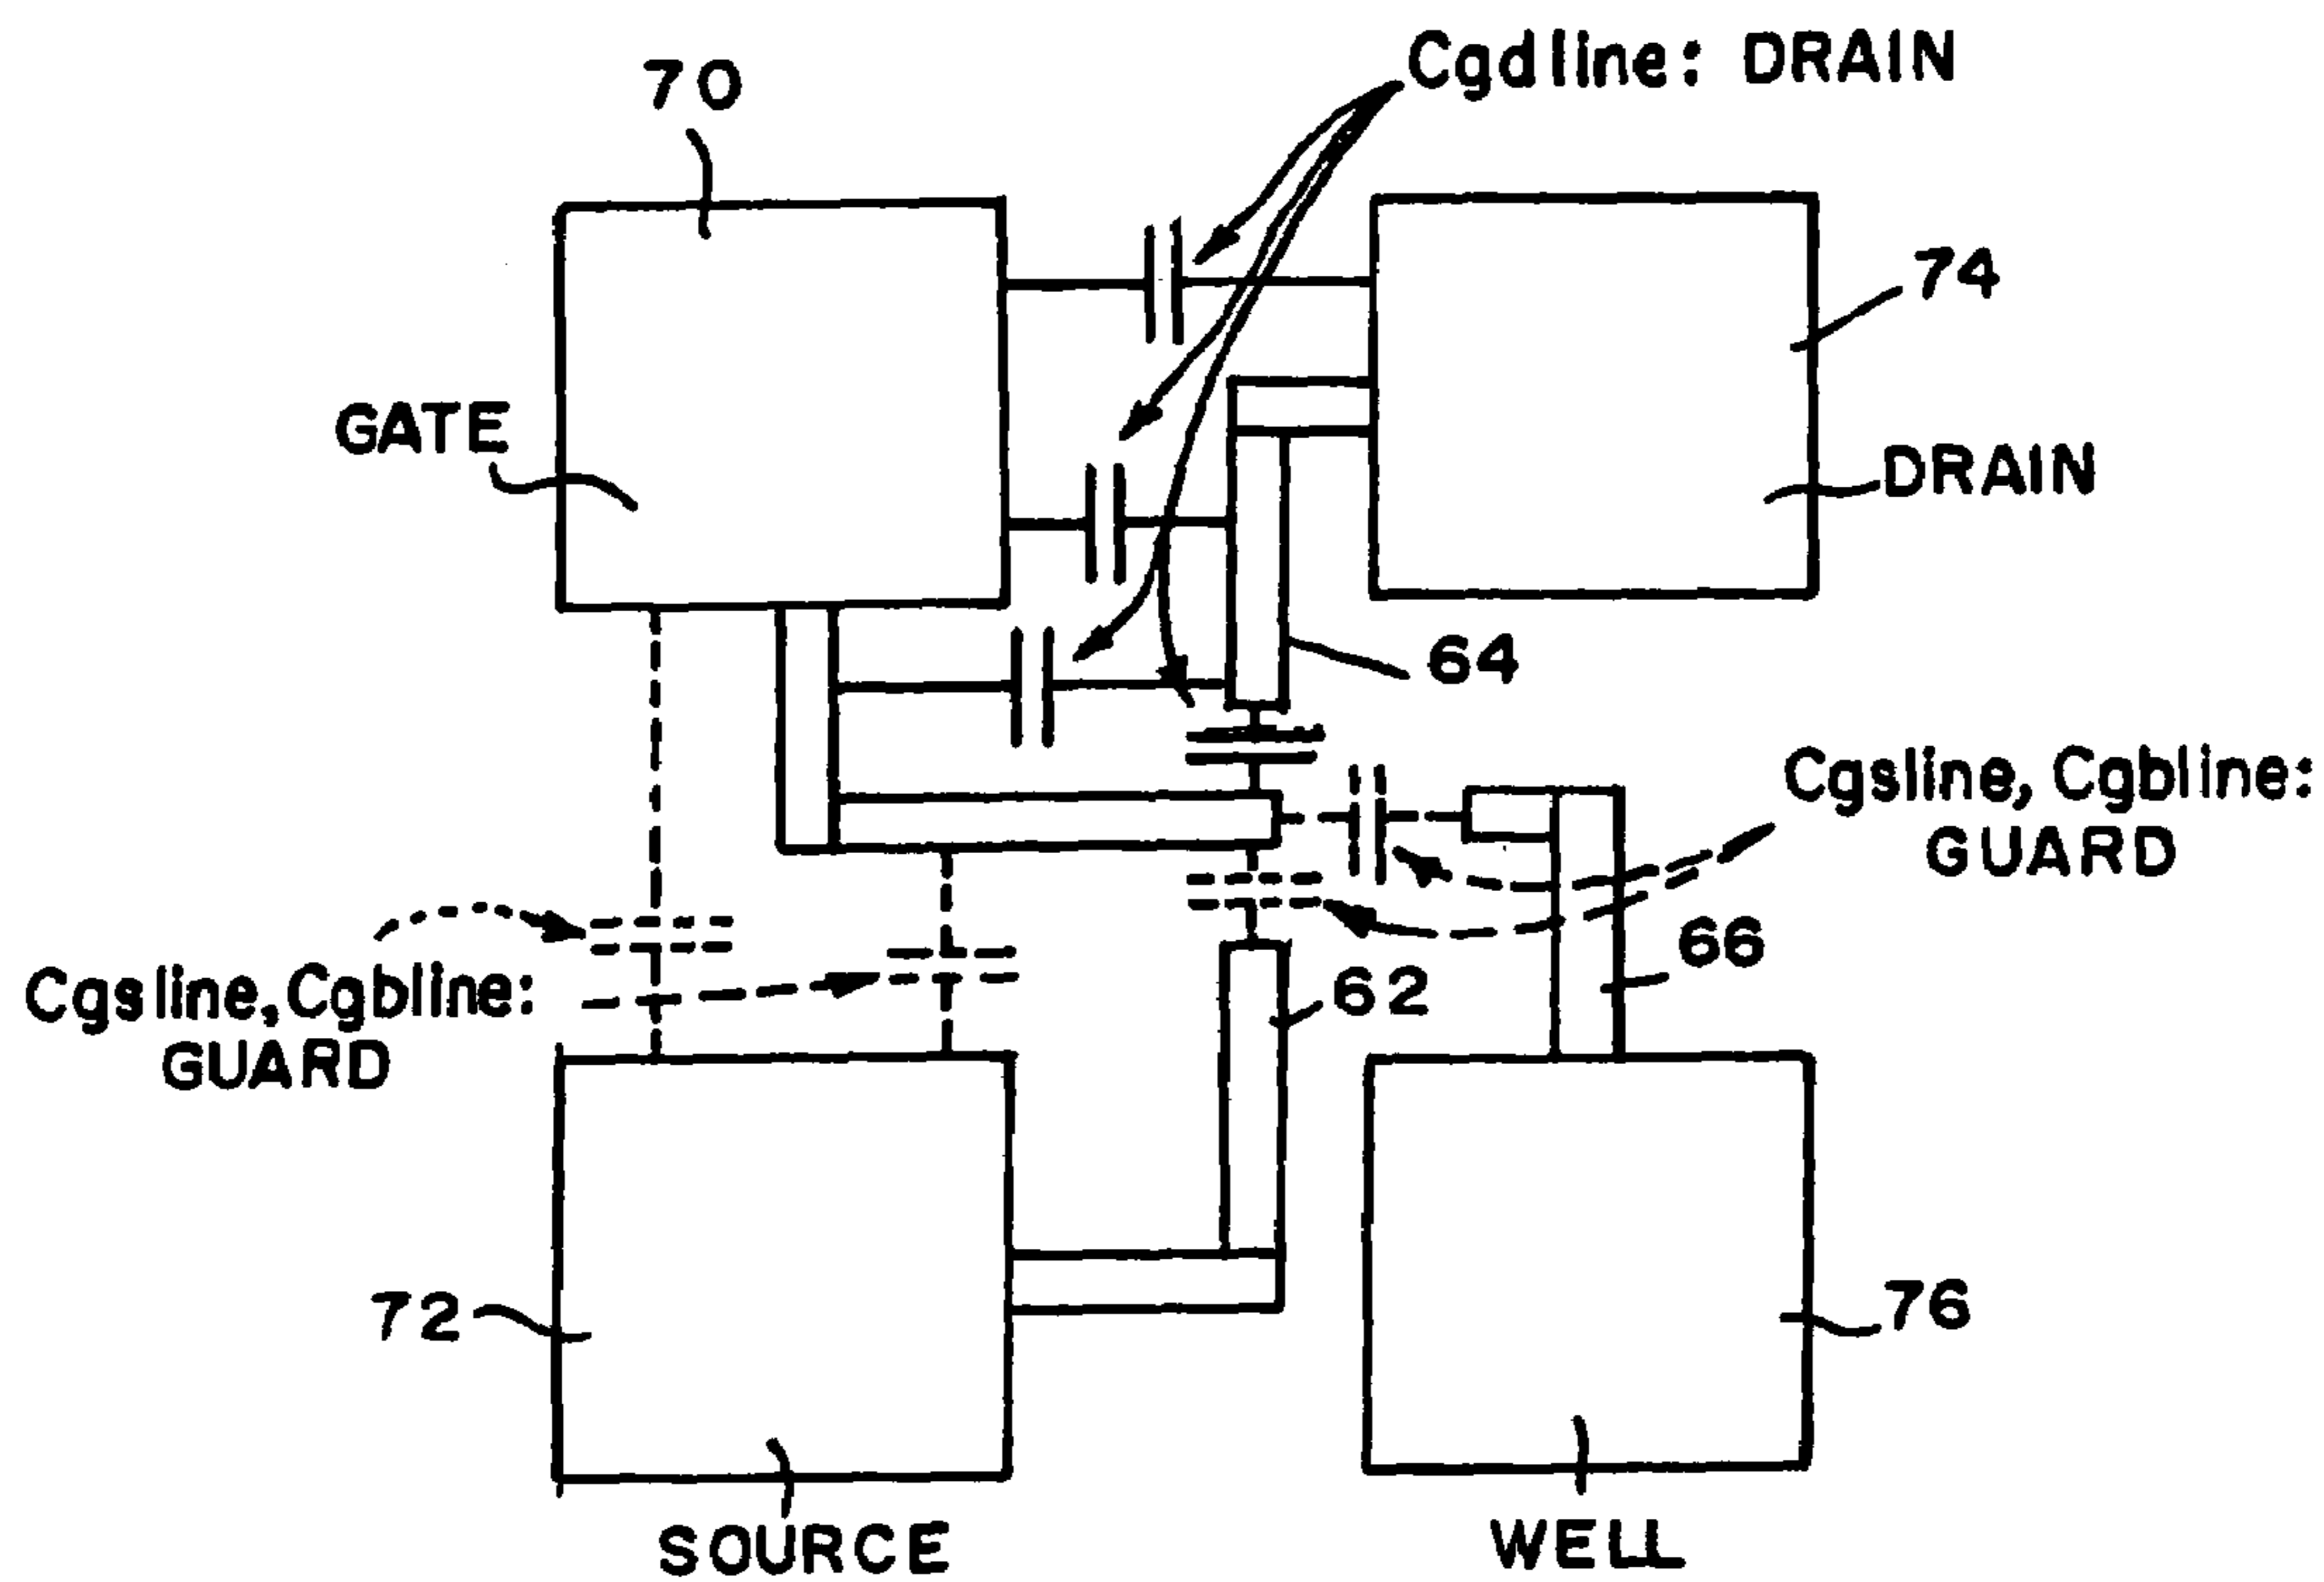 Cgdline: DRAIN
70
74
GATE
DRAIN
64
Cgsline, Cgbline:
GUARD
66
62
Cgsline, Cgbline:
GUARD
72
76
SOURCE
WELL